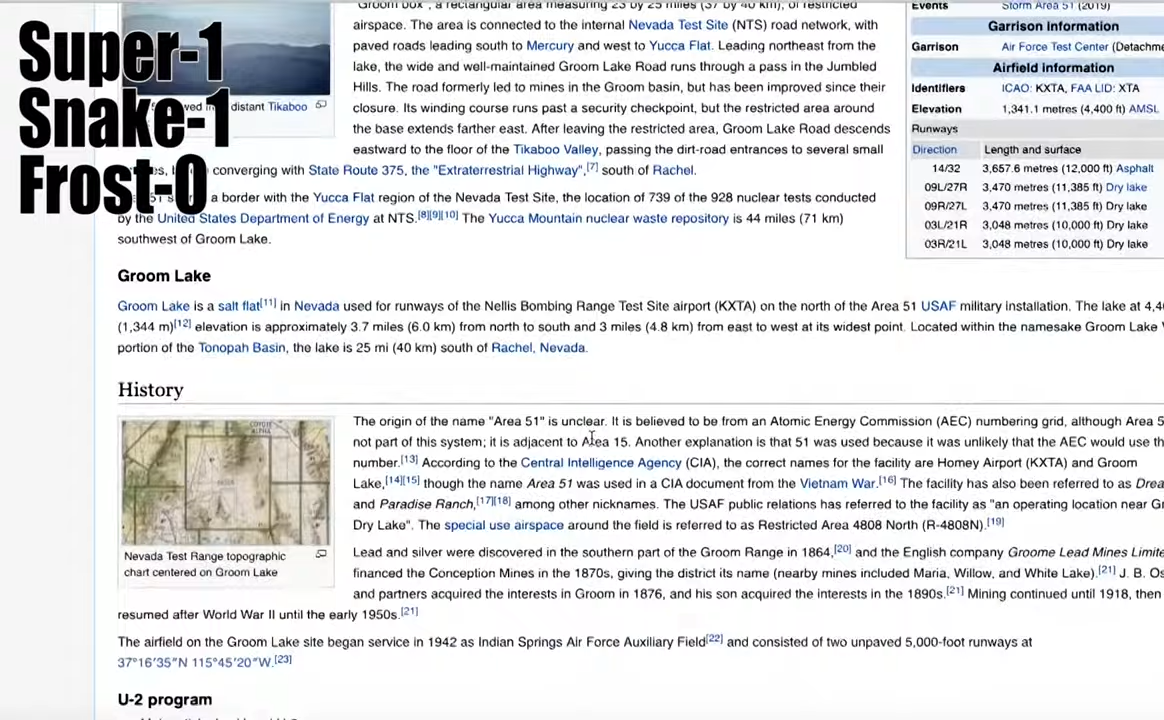 Super-1
Snake-1
Frost-0
distant Tikaboo
Groom box", a rectangular area measuring 23 by 25 miles (37 by 40 km), of restricted
airspace. The area is connected to the internal Nevada Test Site (NTS) road network, with
paved roads leading south to Mercury and west to Yucca Flat. Leading northeast from the
lake, the wide and well-maintained Groom Lake Road runs through a pass in the Jumbled
Hills. The road formerly led to mines in the Groom basin, but has been improved since their
closure. Its winding course runs past a security checkpoint, but the restricted area around
the base extends farther east. After leaving the restricted area, Groom Lake Road descends
eastward to the floor of the Tikaboo Valley, passing the dirt-road entrances to several small
converging with State Route 375, the "Extraterrestrial Highway",[7] south of Rachel.
a border with the Yucca Flat region of the Nevada Test Site, the location of 739 of the 928 nuclear tests conducted
by the United States Department of Energy at NTS.[8][9][10] The Yucca Mountain nuclear waste repository is 44 miles (71 km)
southwest of Groom Lake.
Events Storm Area 51 (2019)
Garrison information
Garrison Air Force Test Center (Detachme
Airfield information
Identifiers ICAO: KXTA, FAA LID: XTA
Elevation 1,341.1 metres (4,400 ft) AMSL
Runways
Direction Length and surface
14/32 3,657.6 metres (12,000 ft) Asphalt
09L/27R 3,470 metres (11,385 ft) Dry lake
09R/27L 3,470 metres (11,385 ft) Dry lake
03L/21R 3,048 metres (10,000 ft) Dry lake
03R/21L 3,048 metres (10,000 ft) Dry lake
Groom Lake
Groom Lake is a salt flat[11] in Nevada used for runways of the Nellis Bombing Range Test Site airport (KXTA) on the north of the Area 51 USAF military installation. The lake at 4,4
(1,344 m)[12] elevation is approximately 3.7 miles (6.0 km) from north to south and 3 miles (4.8 km) from east to west at its widest point. Located within the namesake Groom Lake
portion of the Tonopah Basin, the lake is 25 mi (40 km) south of Rachel, Nevada.
History
The origin of the name "Area 51" is unclear. It is believed to be from an Atomic Energy Commission (AEC) numbering grid, although Area 5
not part of this system; it is adjacent to Area 15. Another explanation is that 51 was used because it was unlikely that the AEC would use th
number.[13] According to the Central Intelligence Agency (CIA), the correct names for the facility are Homey Airport (KXTA) and Groom
Lake,[14][15] though the name Area 51 was used in a CIA document from the Vietnam War.[16] The facility has also been referred to as Drea
and Paradise Ranch,[17][18] among other nicknames. The USAF public relations has referred to the facility as "an operating location near Gr
Dry Lake". The special use airspace around the field is referred to as Restricted Area 4808 North (R-4808N).[19]
Nevada Test Range topographic
chart centered on Groom Lake
Lead and silver were discovered in the southern part of the Groom Range in 1864,[20] and the English company Groome Lead Mines Limite
financed the Conception Mines in the 1870s, giving the district its name (nearby mines included Maria, Willow, and White Lake).[21] J. B. Os
and partners acquired the interests in Groom in 1876, and his son acquired the interests in the 1890s.[21] Mining continued until 1918, then
resumed after World War II until the early 1950s.[21]
The airfield on the Groom Lake site began service in 1942 as Indian Springs Air Force Auxiliary Field[22] and consisted of two unpaved 5,000-foot runways at
37°16′35″N 115°45′20″W.[23]
U-2 program